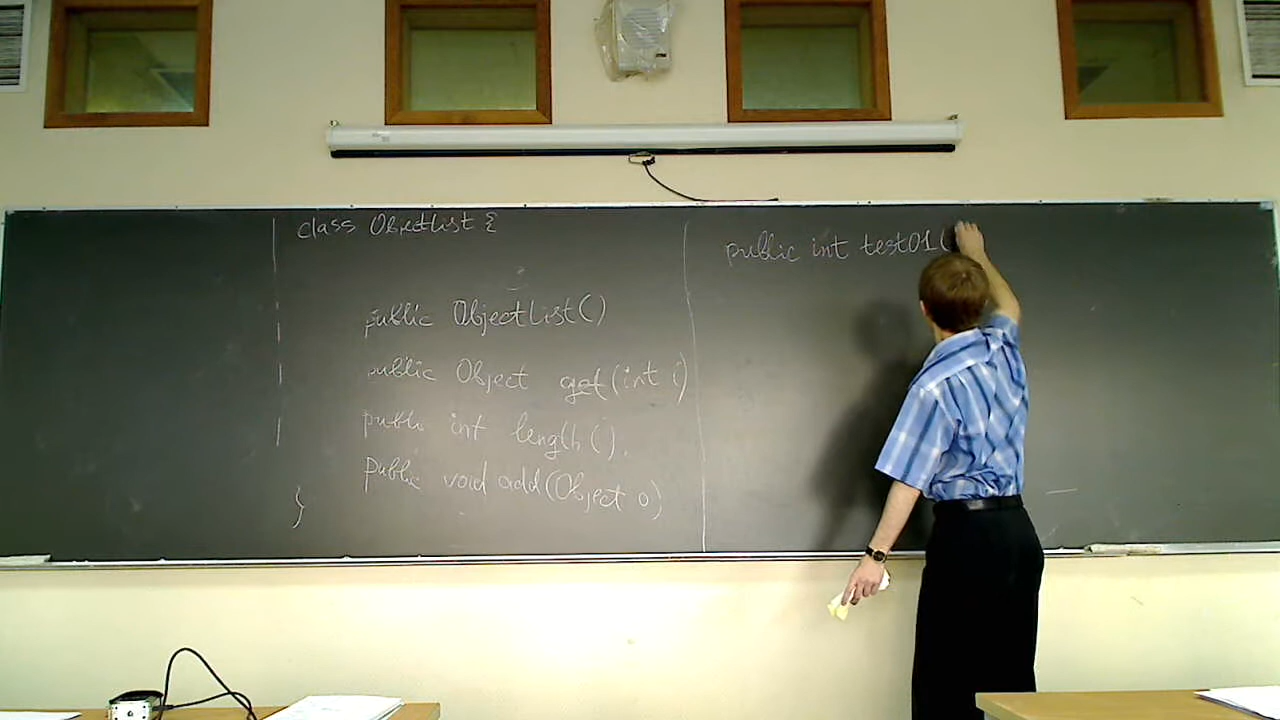 class ObjectList {
public ObjectList()
public Object get(int i)
public int length().
public void add(Object o)
}
public int test01(